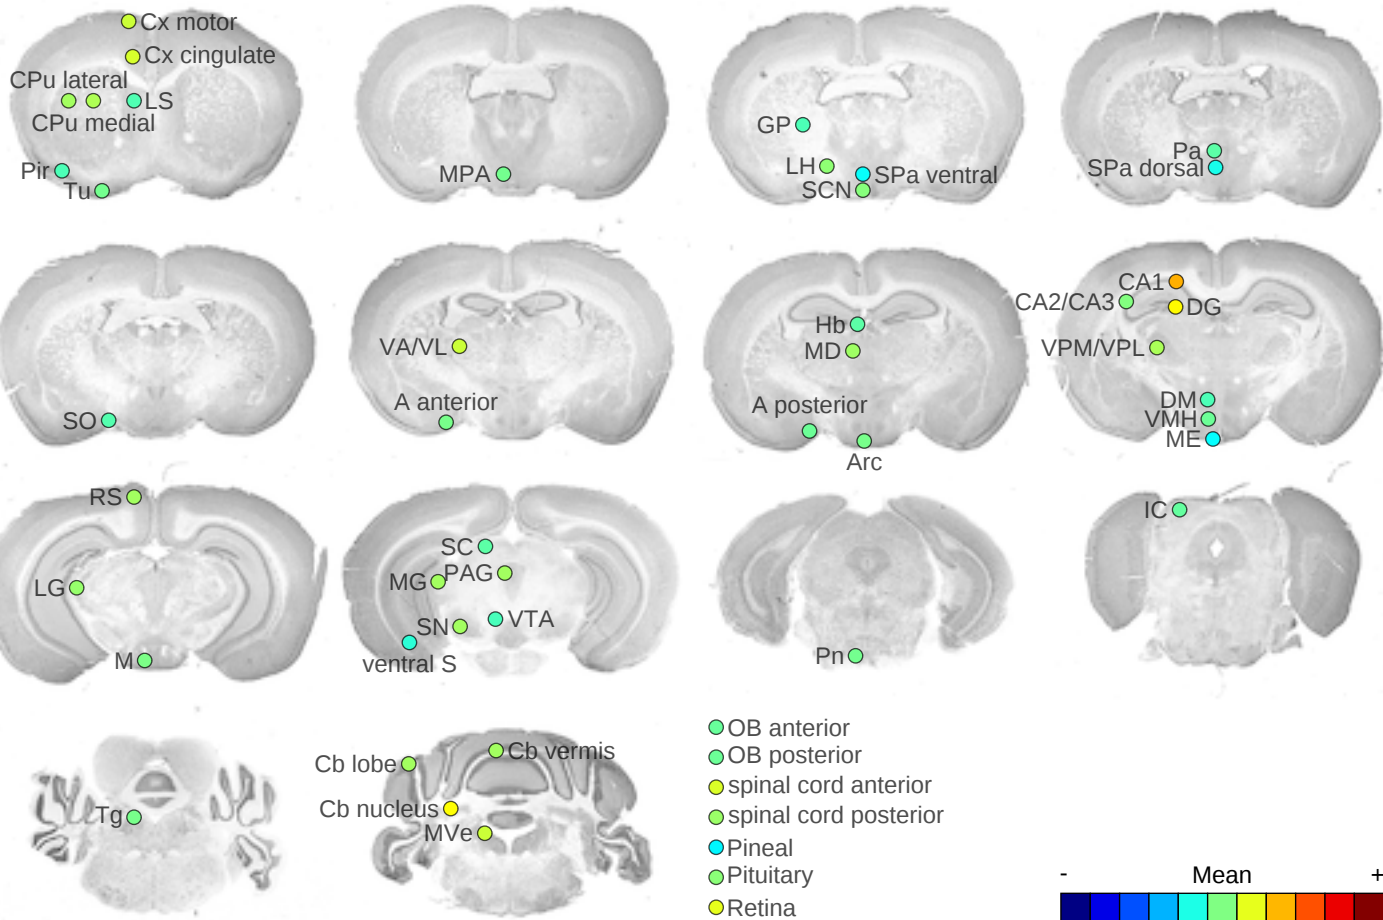 Cx motor
Cx cingulate
CPu lateral
LS
CPu medial
Pir
Tu
MPA
GP
LH
SPa ventral
SCN
Pa
SPa dorsal
SO
VA/VL
A anterior
Hb
MD
A posterior
Arc
CA1
CA2/CA3
DG
VPM/VPL
DM
VMH
ME
RS
LG
M
SC
PAG
MG
SN
VTA
ventral S
Pn
IC
Tg
Cb lobe
Cb vermis
Cb nucleus
MVe
OB anterior
OB posterior
spinal cord anterior
spinal cord posterior
Pineal
Pituitary
Retina
- Mean +